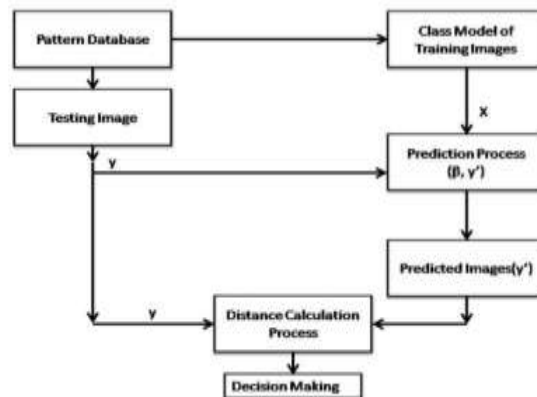 Pattern Database
Class Model of
Training Images
Testing Image
X
y
Prediction Process
(β, y')
Predicted Images(y')
y
Distance Calculation
Process
Decision Making